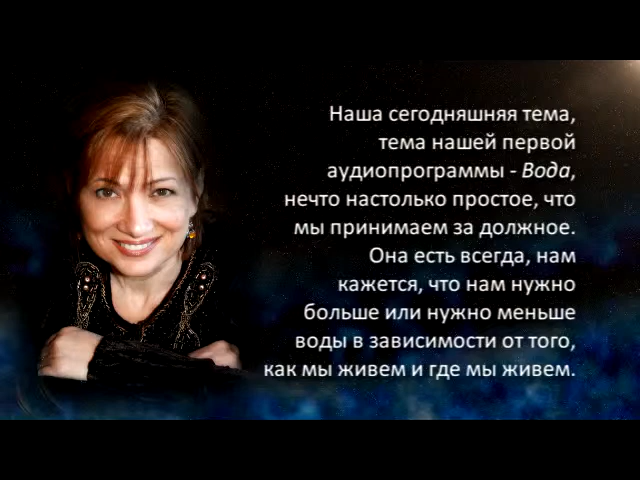 Наша сегодняшняя тема,
тема нашей первой
аудиопрограммы - Вода,
нечто настолько простое, что
мы принимаем за должное.
Она есть всегда, нам
кажется, что нам нужно
больше или нужно меньше
воды в зависимости от того,
как мы живем и где мы живем.